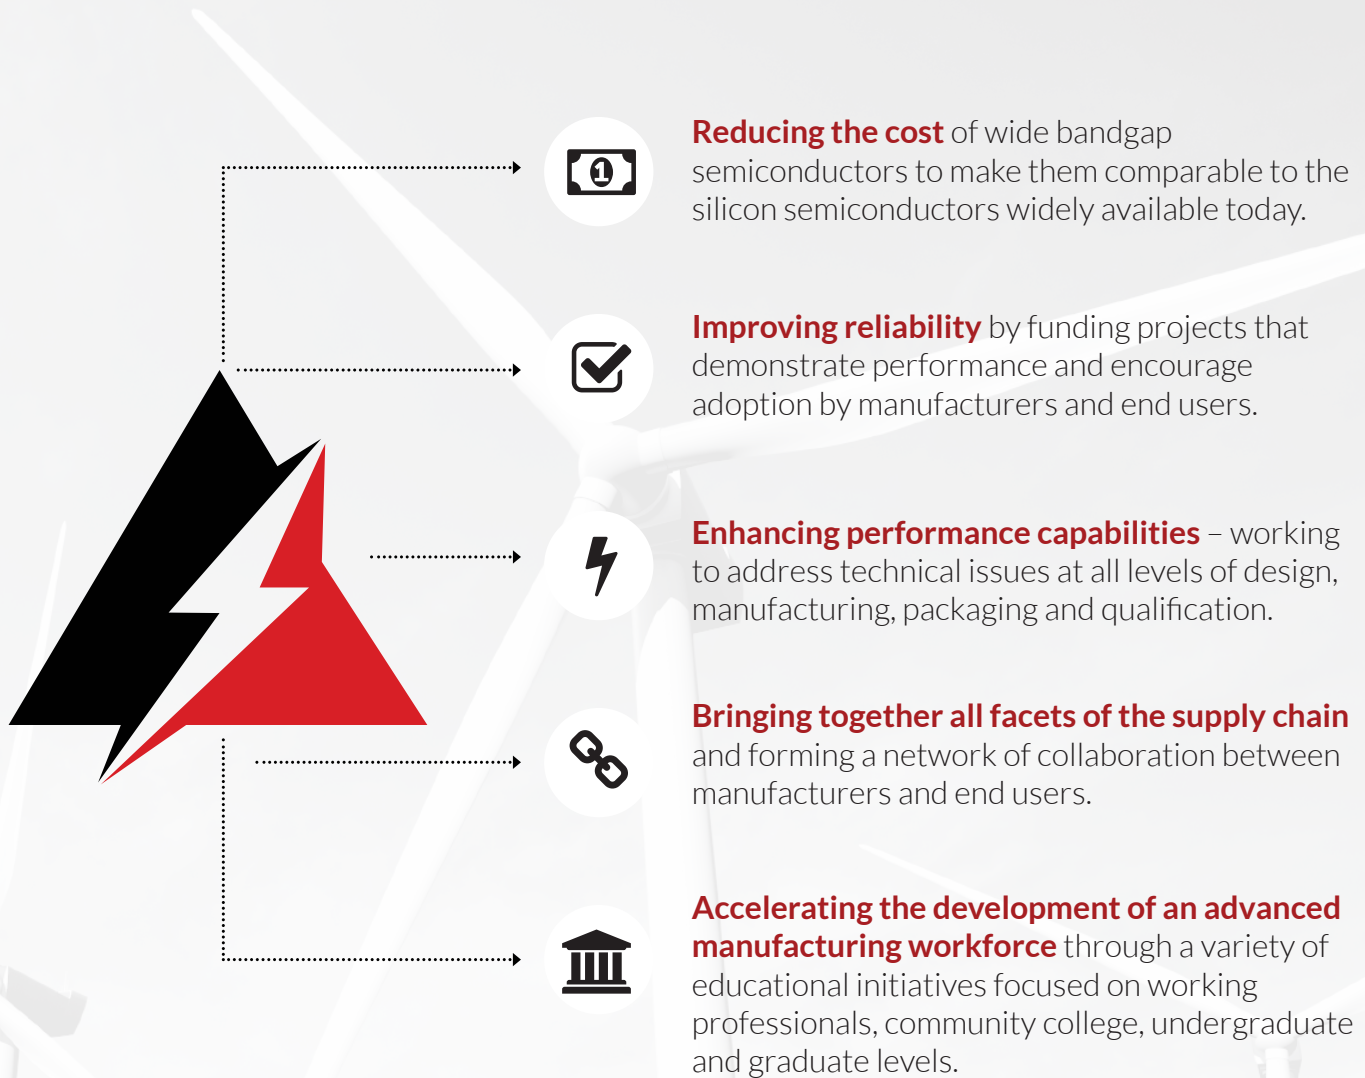 Reducing the cost of wide bandgap
semiconductors to make them comparable to the
silicon semiconductors widely available today.
Improving reliability by funding projects that
demonstrate performance and encourage
adoption by manufacturers and end users.
Enhancing performance capabilities – working
to address technical issues at all levels of design,
manufacturing, packaging and qualification.
Bringing together all facets of the supply chain
and forming a network of collaboration between
manufacturers and end users.
Accelerating the development of an advanced
manufacturing workforce through a variety of
educational initiatives focused on working
professionals, community college, undergraduate
and graduate levels.